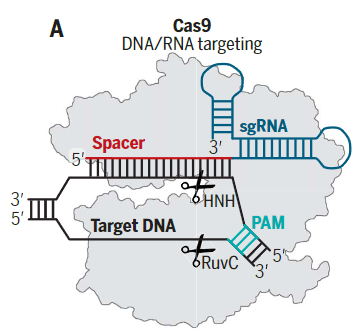 A
Cas9
DNA/RNA targeting
sgRNA
Spacer
3'
5'
HNH
3'
5'
Target DNA
PAM
RuvC
5'
3'